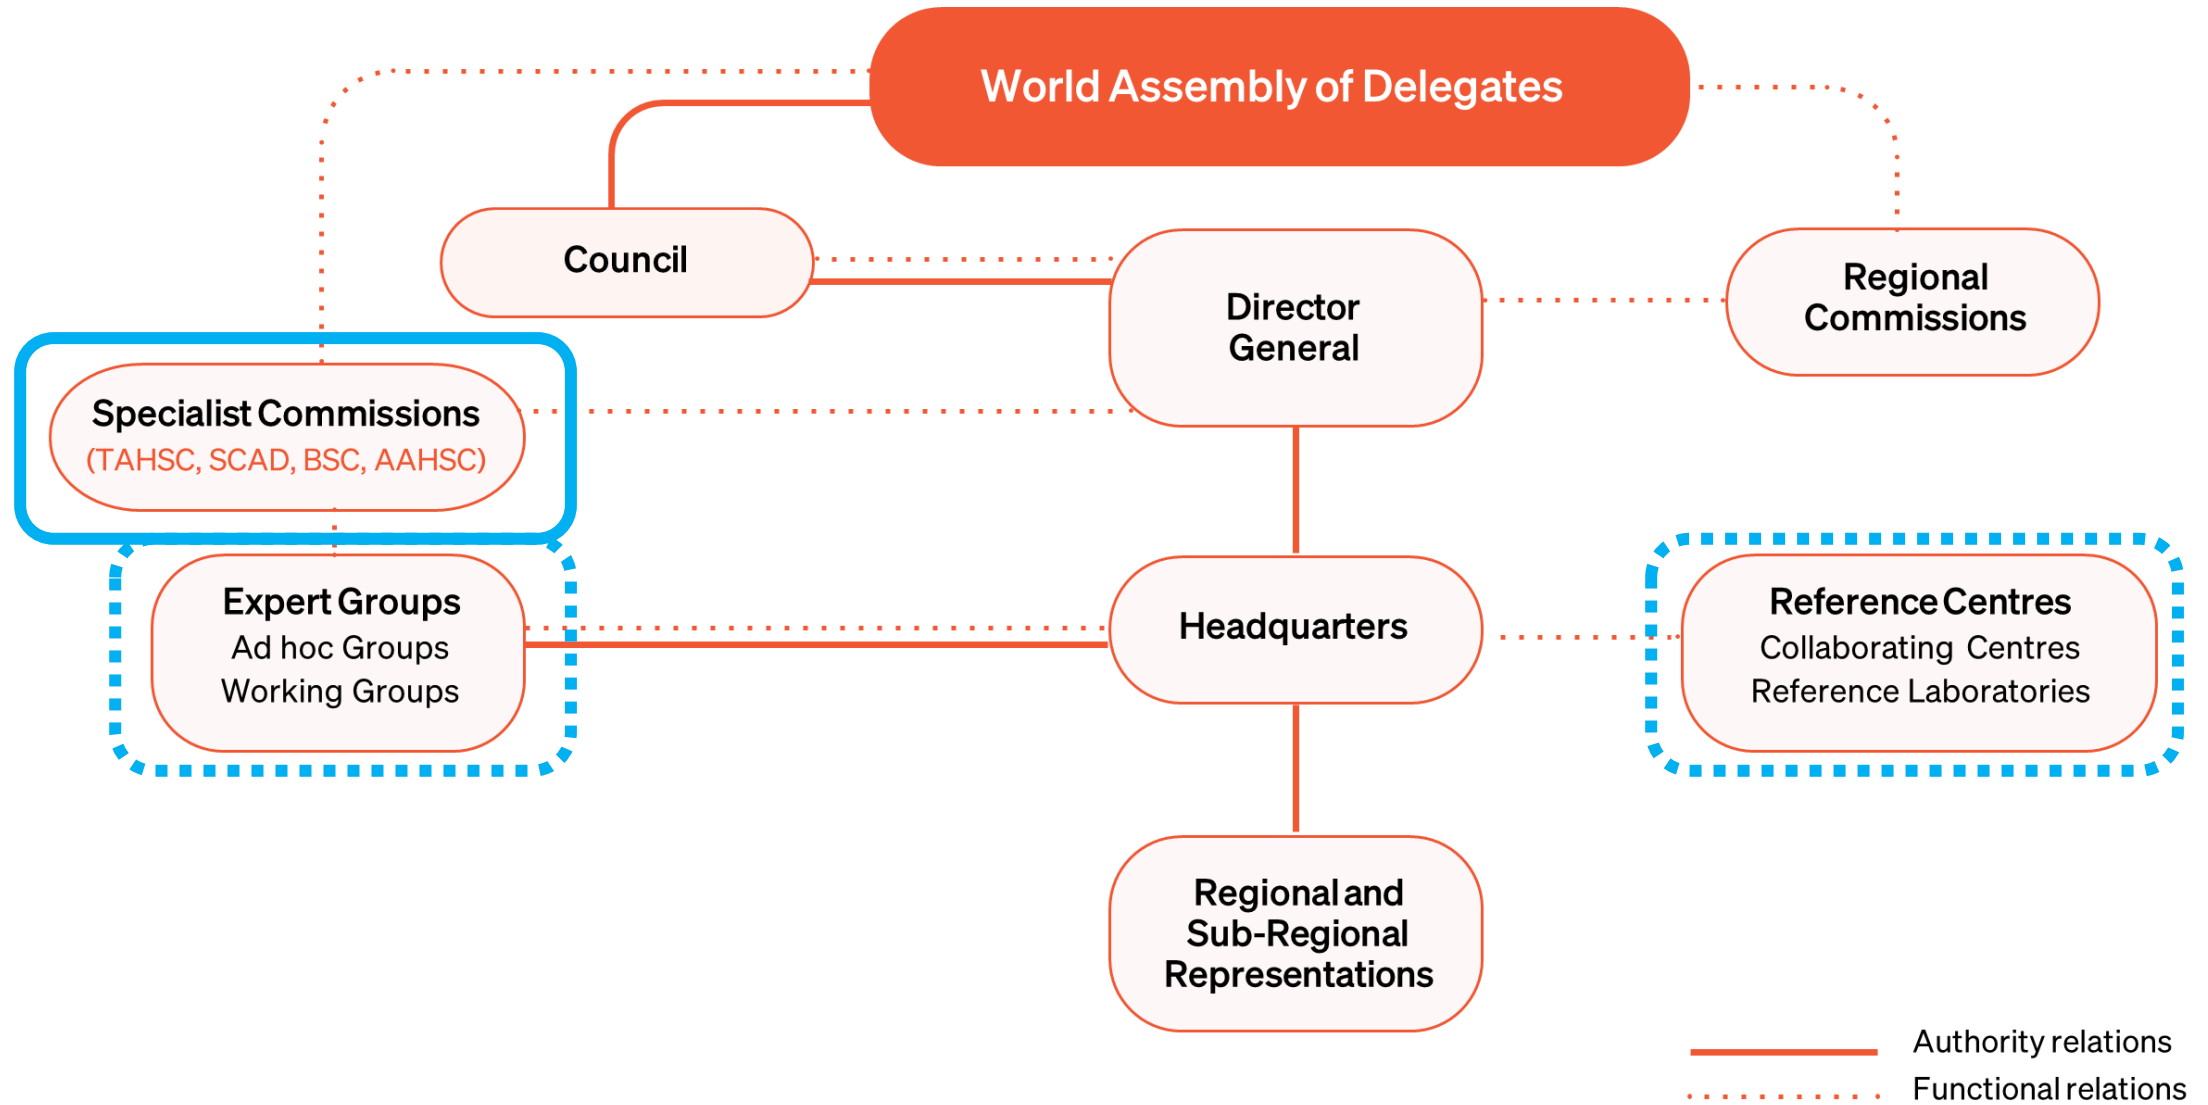 World Assembly of Delegates
Council
Director
General
Regional
Commissions
Specialist Commissions
(TAHSC, SCAD, BSC, AAHSC)
Expert Groups
Ad hoc Groups
Working Groups
Headquarters
Reference Centres
Collaborating Centres
Reference Laboratories
Regional and
Sub-Regional
Representations
Authority relations
Functional relations